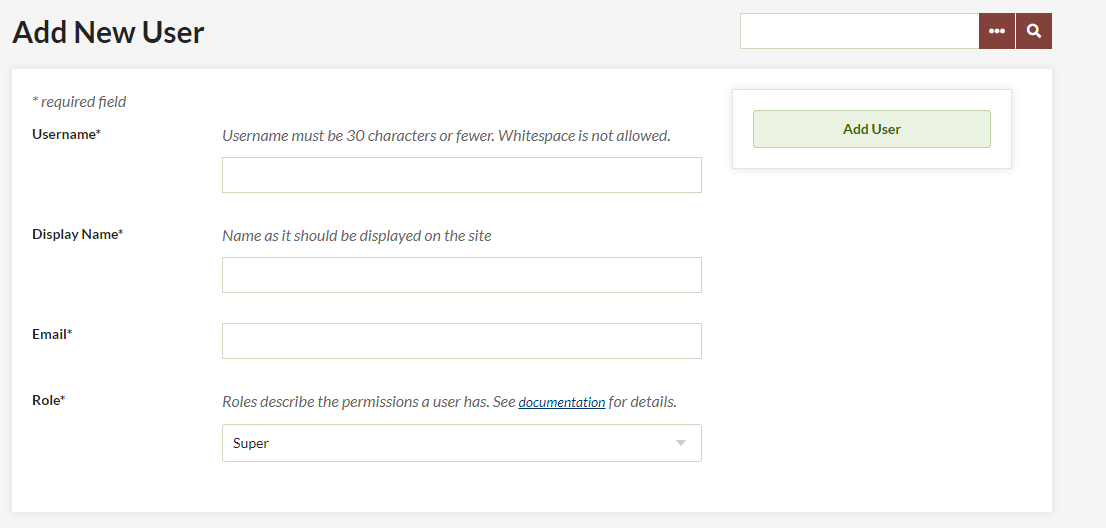 Add New User
* required field
Username*
Username must be 30 characters or fewer. Whitespace is not allowed.
Add User
Display Name*
Name as it should be displayed on the site
Email*
Role*
Roles describe the permissions a user has. See documentation for details.
Super